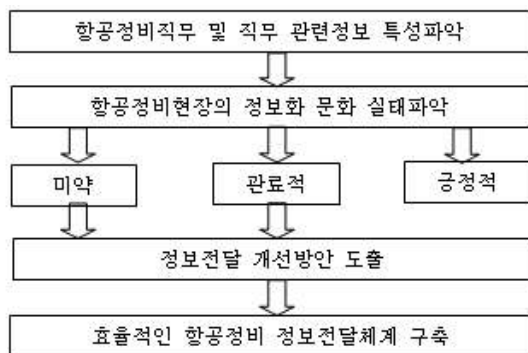 항공정비직무 및 직무 관련정보 특성파악
항공정비현장의 정보화 문화 실태파악
미약
관료적
긍정적
정보전달 개선방안 도출
효율적인 항공정비 정보전달체계 구축